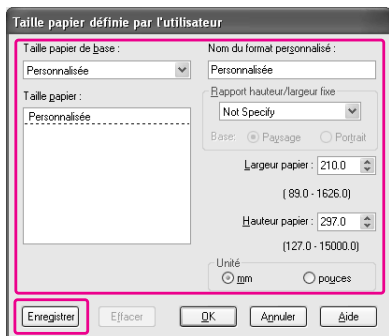 Taille papier définie par l'utilisateur
Taille papier de base :
Personnalisée
Taille papier :
Personnalisée
Nom du format personnalisé :
Personnalisée
Rapport hauteur/largeur fixe
Not Specify
Base: Paysage Portrait
Largeur papier : 210.0
( 89.0 - 1626.0)
Hauteur papier : 297.0
(127.0 - 15000.0)
Unité
mm pouces
Enregistrer Effacer OK Annuler Aide